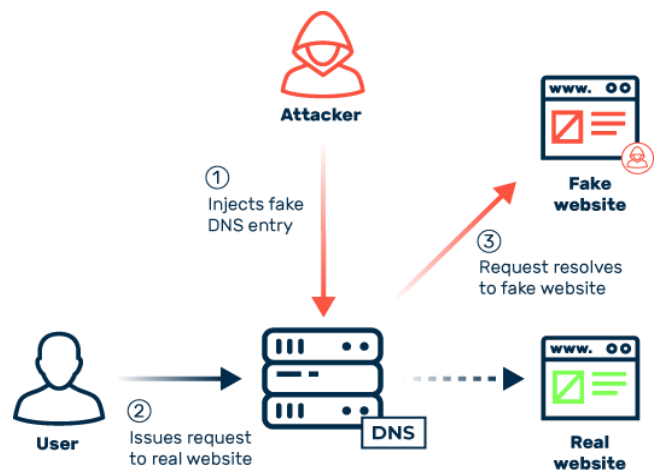 Attacker
www.
Fake
website
1
Injects fake
DNS entry
3
Request resolves
to fake website
User
2
Issues request
to real website
DNS
www.
Real
website